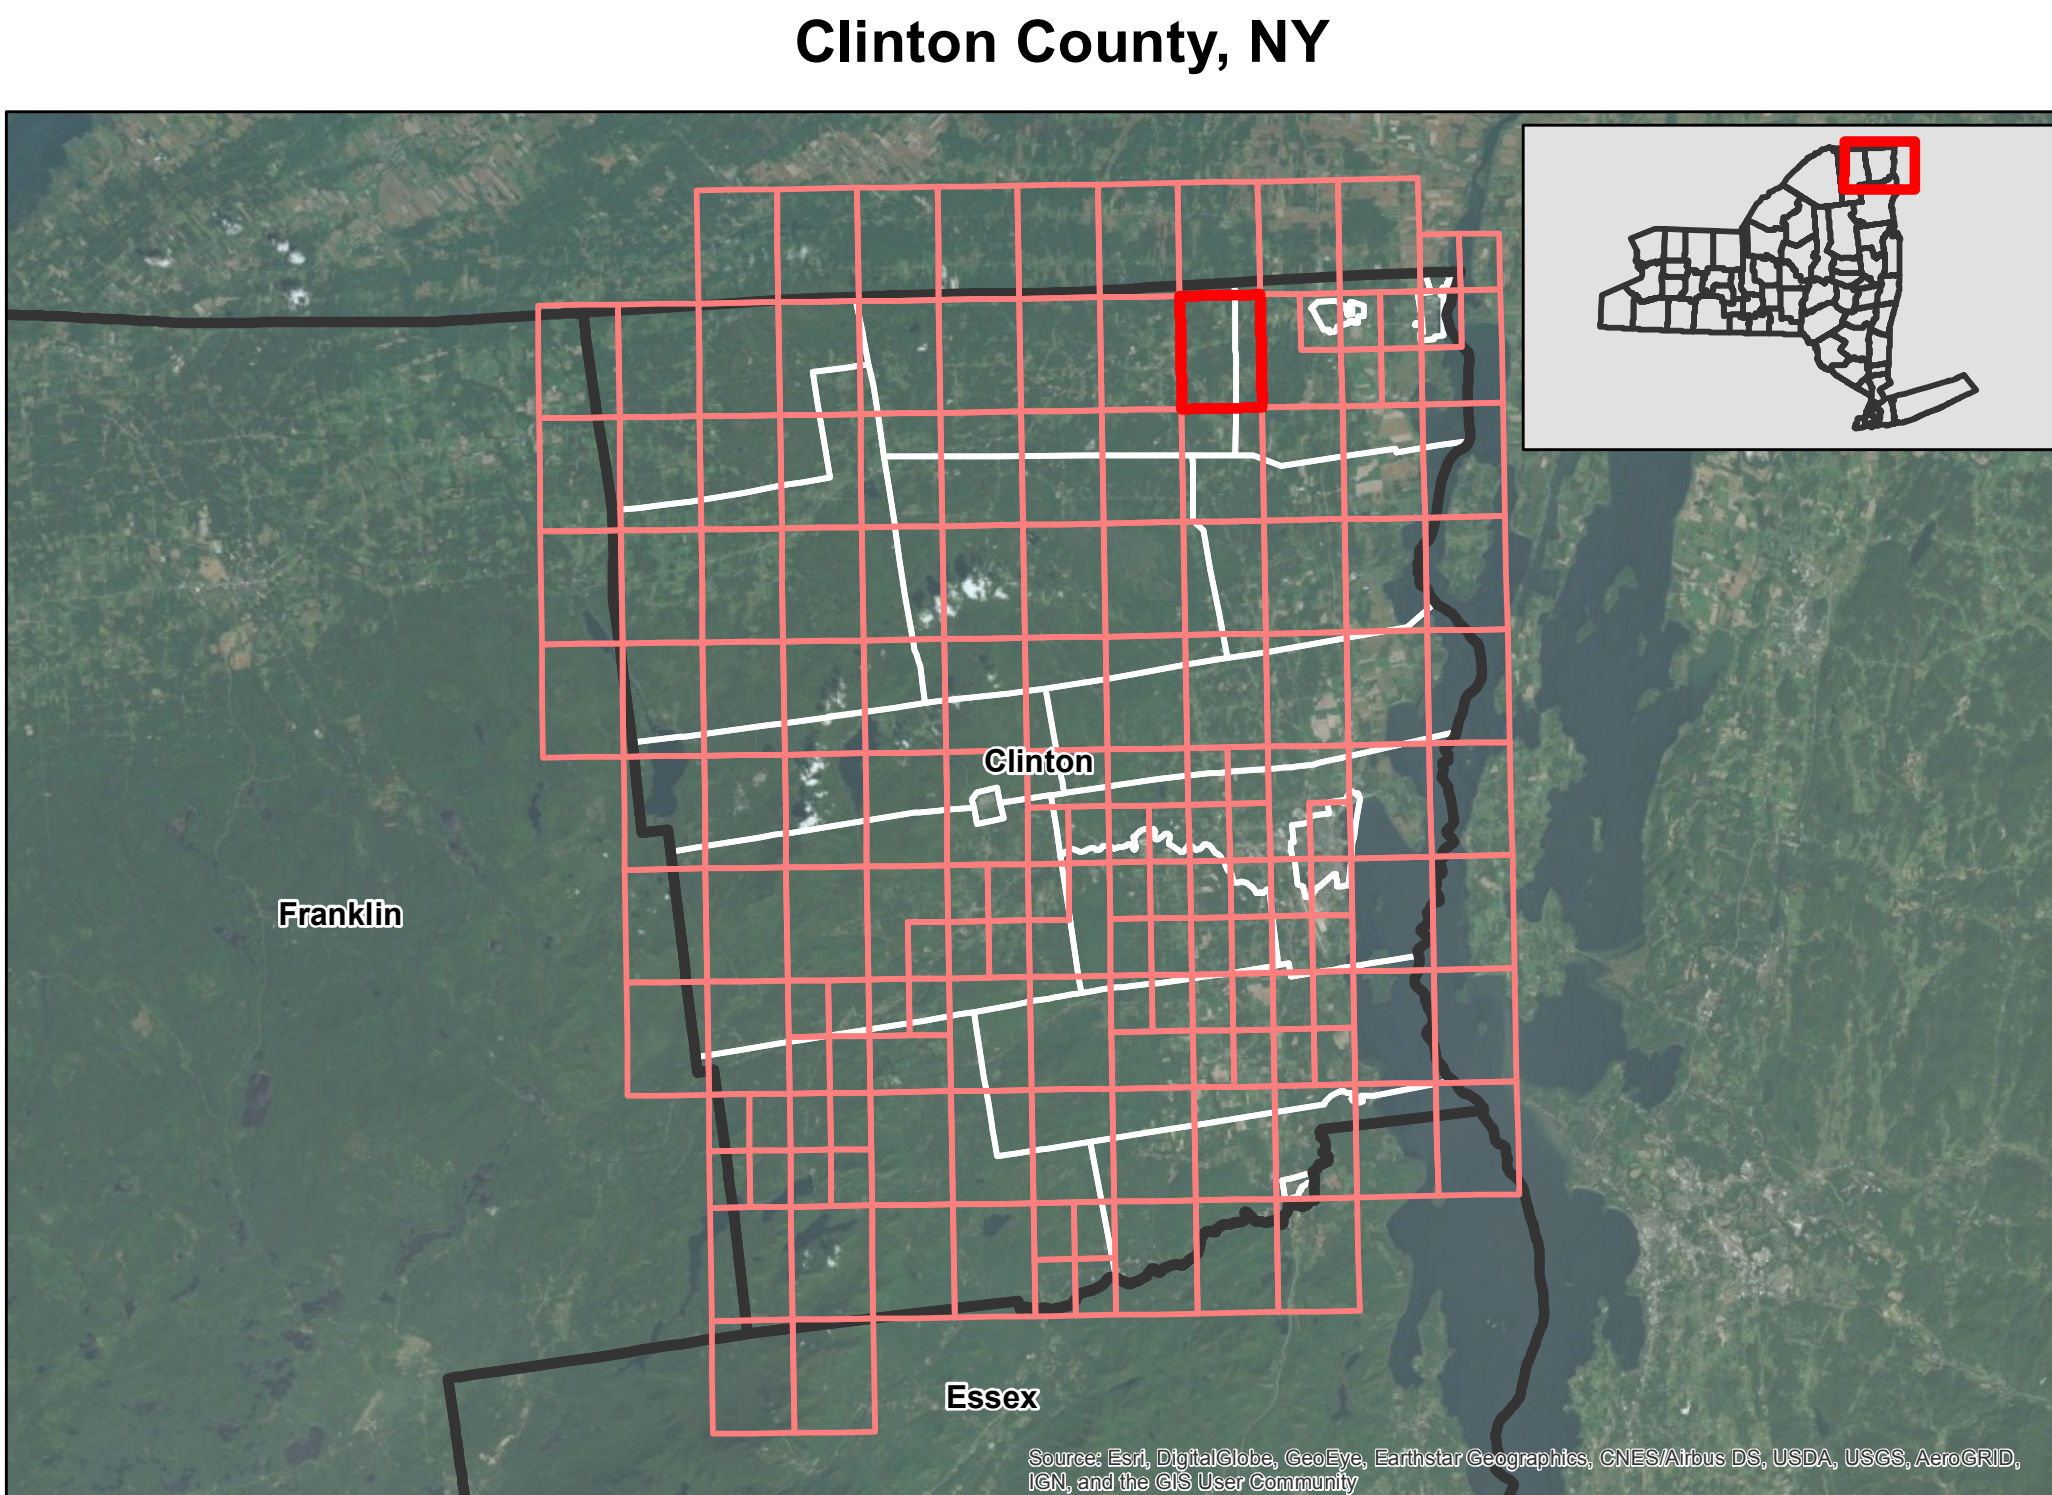 Clinton County, NY
Clinton
Franklin
Essex
Source: Esri, DigitalGlobe, GeoEye, Earthstar Geographics, CNES/Airbus DS, USDA, USGS, AeroGRID,
IGN, and the GIS User Community